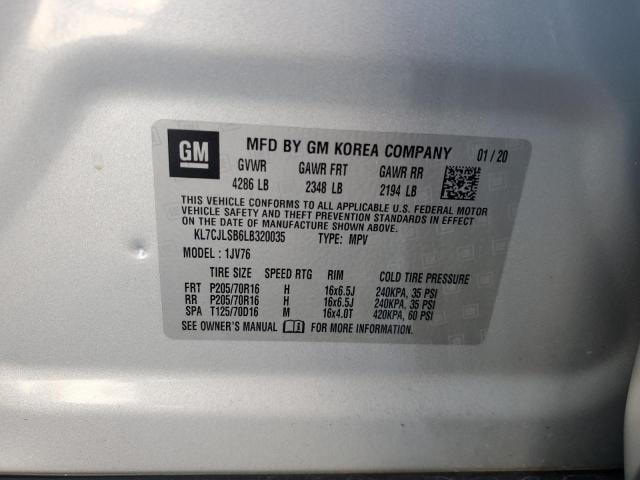 GM MFD BY GM KOREA COMPANY 01 / 20
GVWR GAWR FRT GAWR RR
4286 LB 2348 LB 2194 LB
THIS VEHICLE CONFORMS TO ALL APPLICABLE U.S. FEDERAL MOTOR
VEHICLE SAFETY AND THEFT PREVENTION STANDARDS IN EFFECT ON THE
DATE OF MANUFACTURE SHOWN ABOVE.
KL7CJLSB6LB320035 TYPE: MPV
MODEL : 1JV76
TIRE SIZE SPEED RTG RIM COLD TIRE PRESSURE
FRT P205/70R16 H 16x6.5J 240KPA, 35 PSI
RR P205/70R16 H 16x6.5J 240KPA, 35 PSI
SPA T125/70D16 M 16x4.0T 420KPA, 60 PSI
SEE OWNER'S MANUAL FOR MORE INFORMATION.